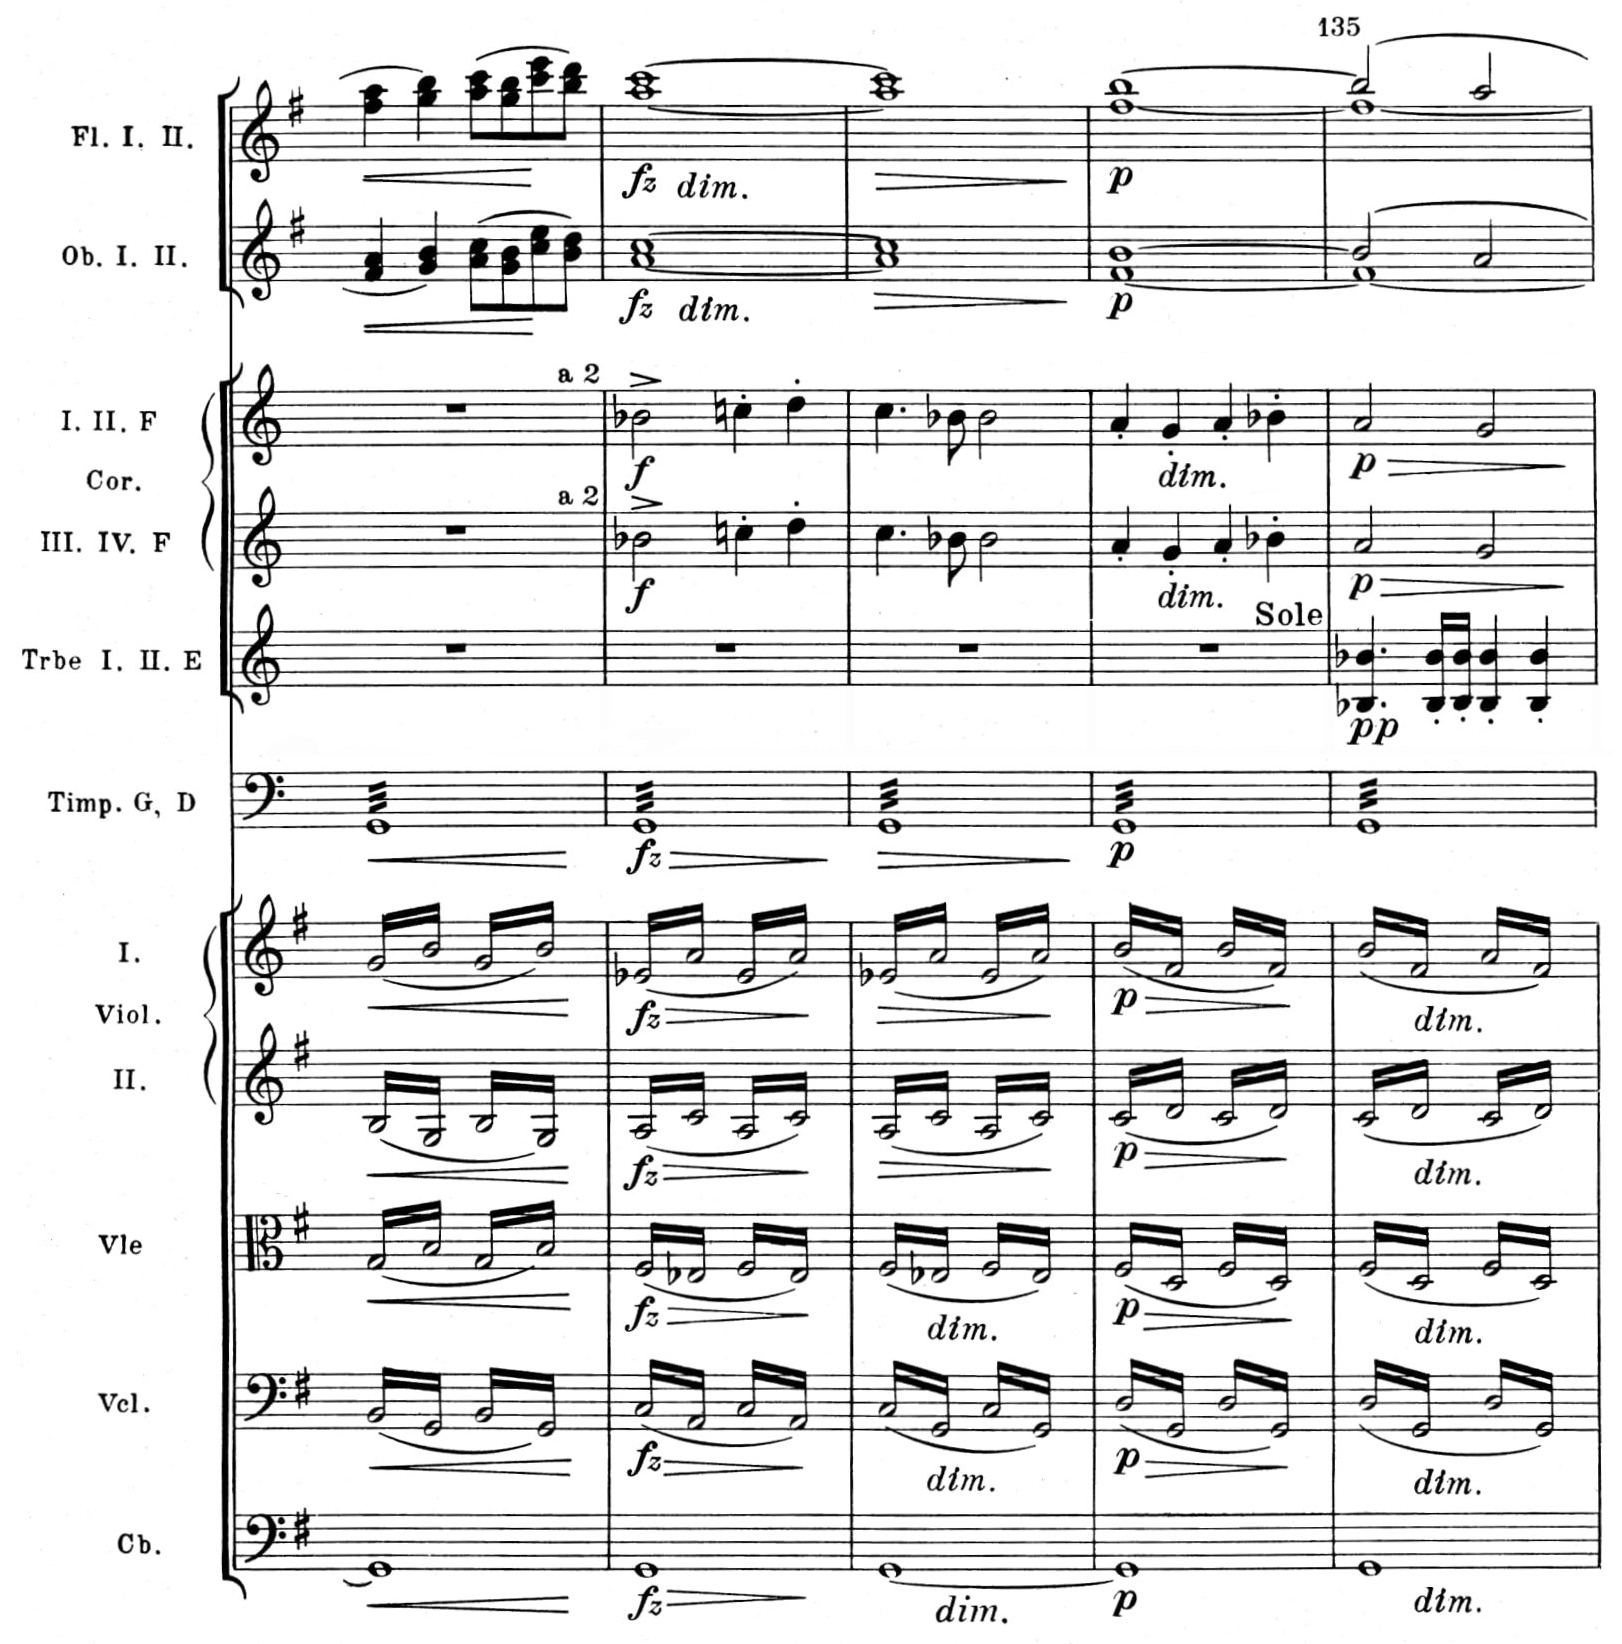 135
Fl. I. II.
fz dim. p
Ob. I. II.
fz dim. p
a 2
I. II. F
f dim. p
Cor.
a 2
III. IV. F
f dim. p
Sole
Trbe I. II. E
pp
Timp. G, D
fz p
I.
fz p dim.
Viol.
II.
fz p dim.
Vle
fz dim. p dim.
Vcl.
fz dim. p dim.
Cb.
fz dim. p dim.